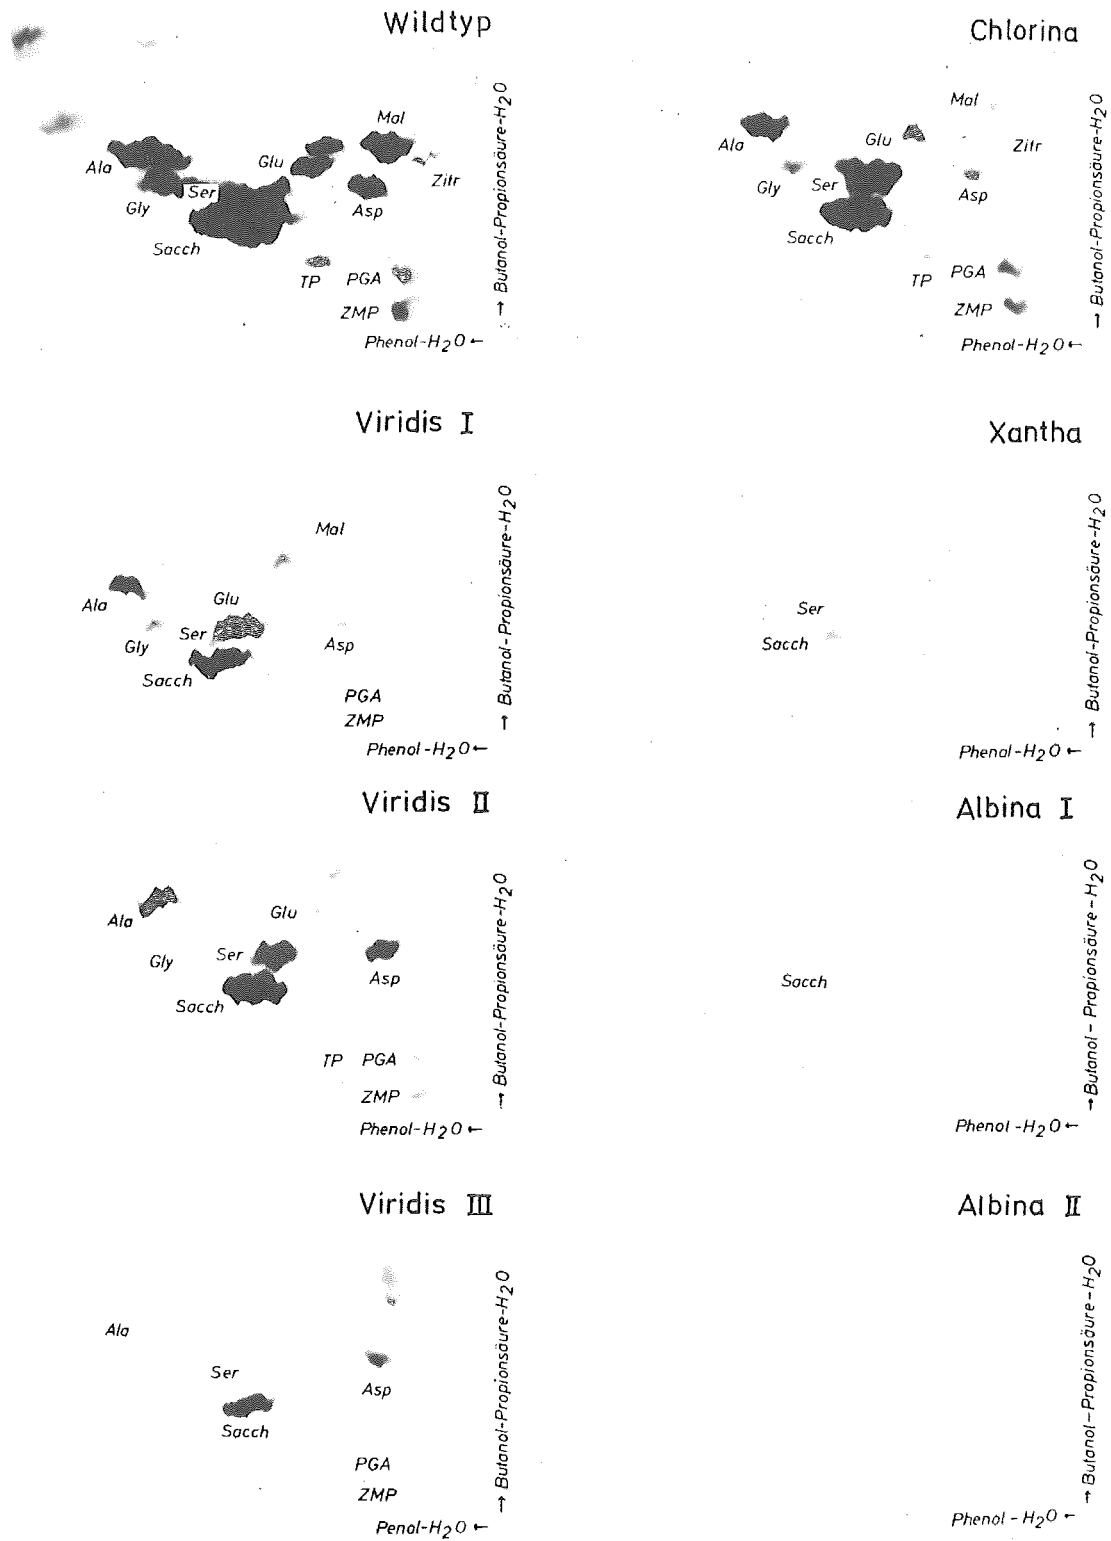 Wildtyp
Mal
Ala
Glu
Zitr
Ser
Gly
Asp
Sacch
TP PGA
ZMP
Phenol-H2O ←
→ Butanol-Propionsäure-H2O
Chlorina
Mal
Ala
Glu
Zitr
Gly
Ser
Asp
Sacch
TP PGA
ZMP
Phenol-H2O ←
→ Butanol-Propionsäure-H2O
Viridis I
Mal
Ala
Glu
Gly
Ser
Asp
Sacch
PGA
ZMP
Phenol-H2O ←
→ Butanol-Propionsäure-H2O
Xantha
Ser
Sacch
Phenol-H2O ←
→ Butanol-Propionsäure-H2O
Viridis II
Ala
Glu
Gly
Ser
Asp
Sacch
TP PGA
ZMP
Phenol-H2O ←
→ Butanol-Propionsäure-H2O
Albina I
Sacch
Phenol-H2O ←
→ Butanol-Propionsäure-H2O
Viridis III
Ala
Ser
Asp
Sacch
PGA
ZMP
Penol-H2O ←
→ Butanol-Propionsäure-H2O
Albina II
Phenol-H2O ←
→ Butanol-Propionsäure-H2O